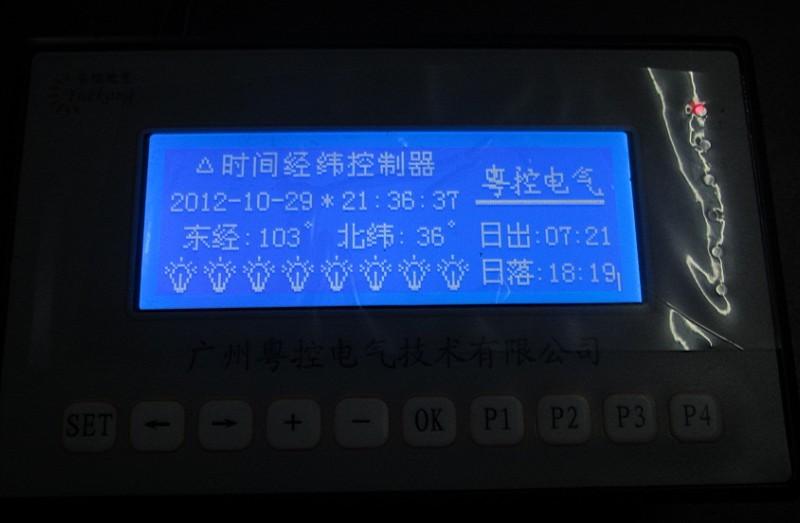 △时间经纬控制器
粤控电气
2012-10-29*21:36:37
东经:103° 北纬:36° 日出:07:21
日落:18:19
广州粤控电气技术有限公司
SET ← → + - OK P1 P2 P3 P4